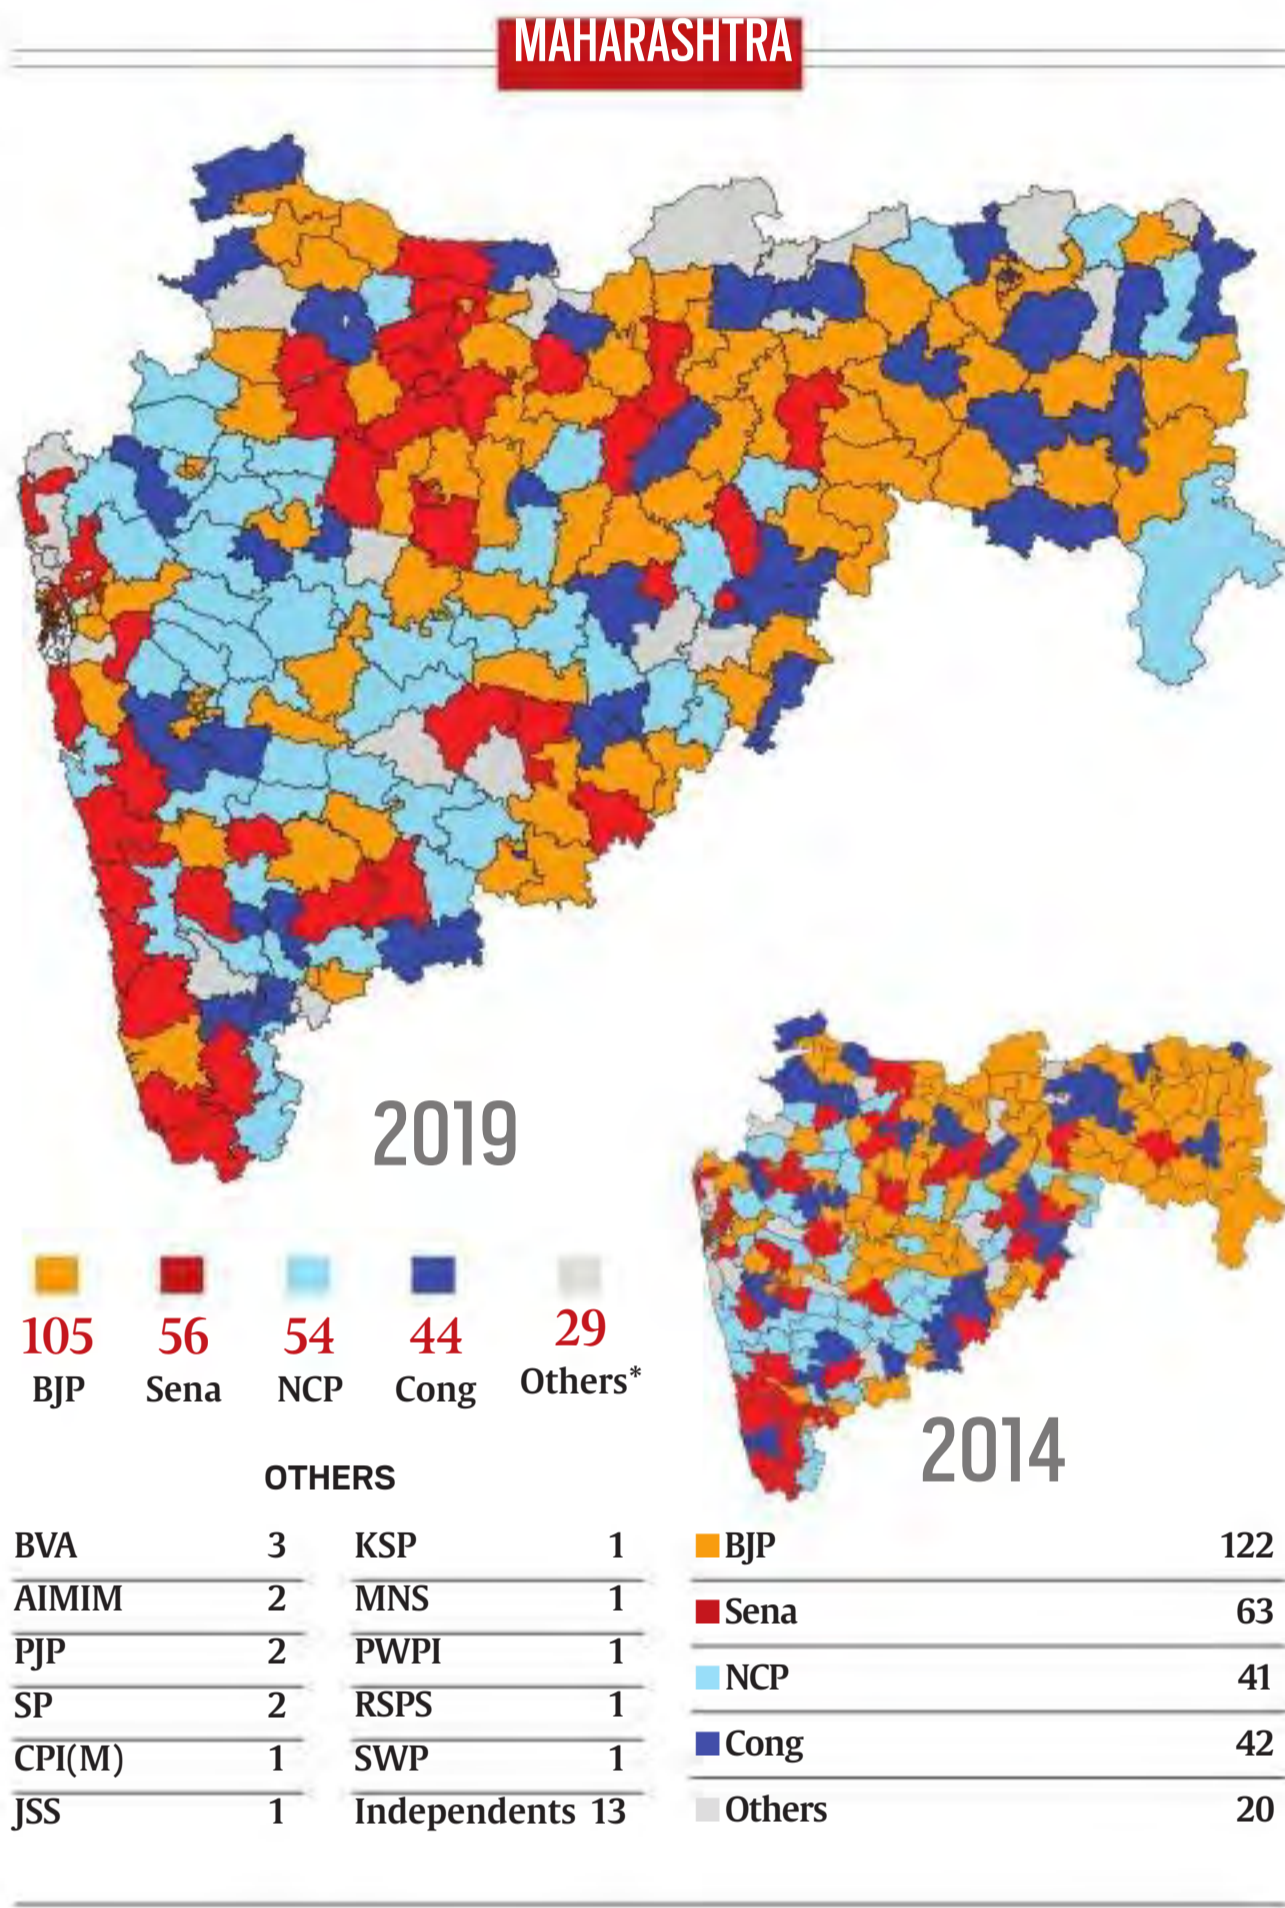 MAHARASHTRA
2019
105 56 54 44 29
BJP Sena NCP Cong Others*
2014
OTHERS
BVA 3
AIMIM 2
PJP 2
SP 2
CPI(M) 1
JSS 1
KSP 1
MNS 1
PWPI 1
RSPS 1
SWP 1
Independents 13
BJP 122
Sena 63
NCP 41
Cong 42
Others 20